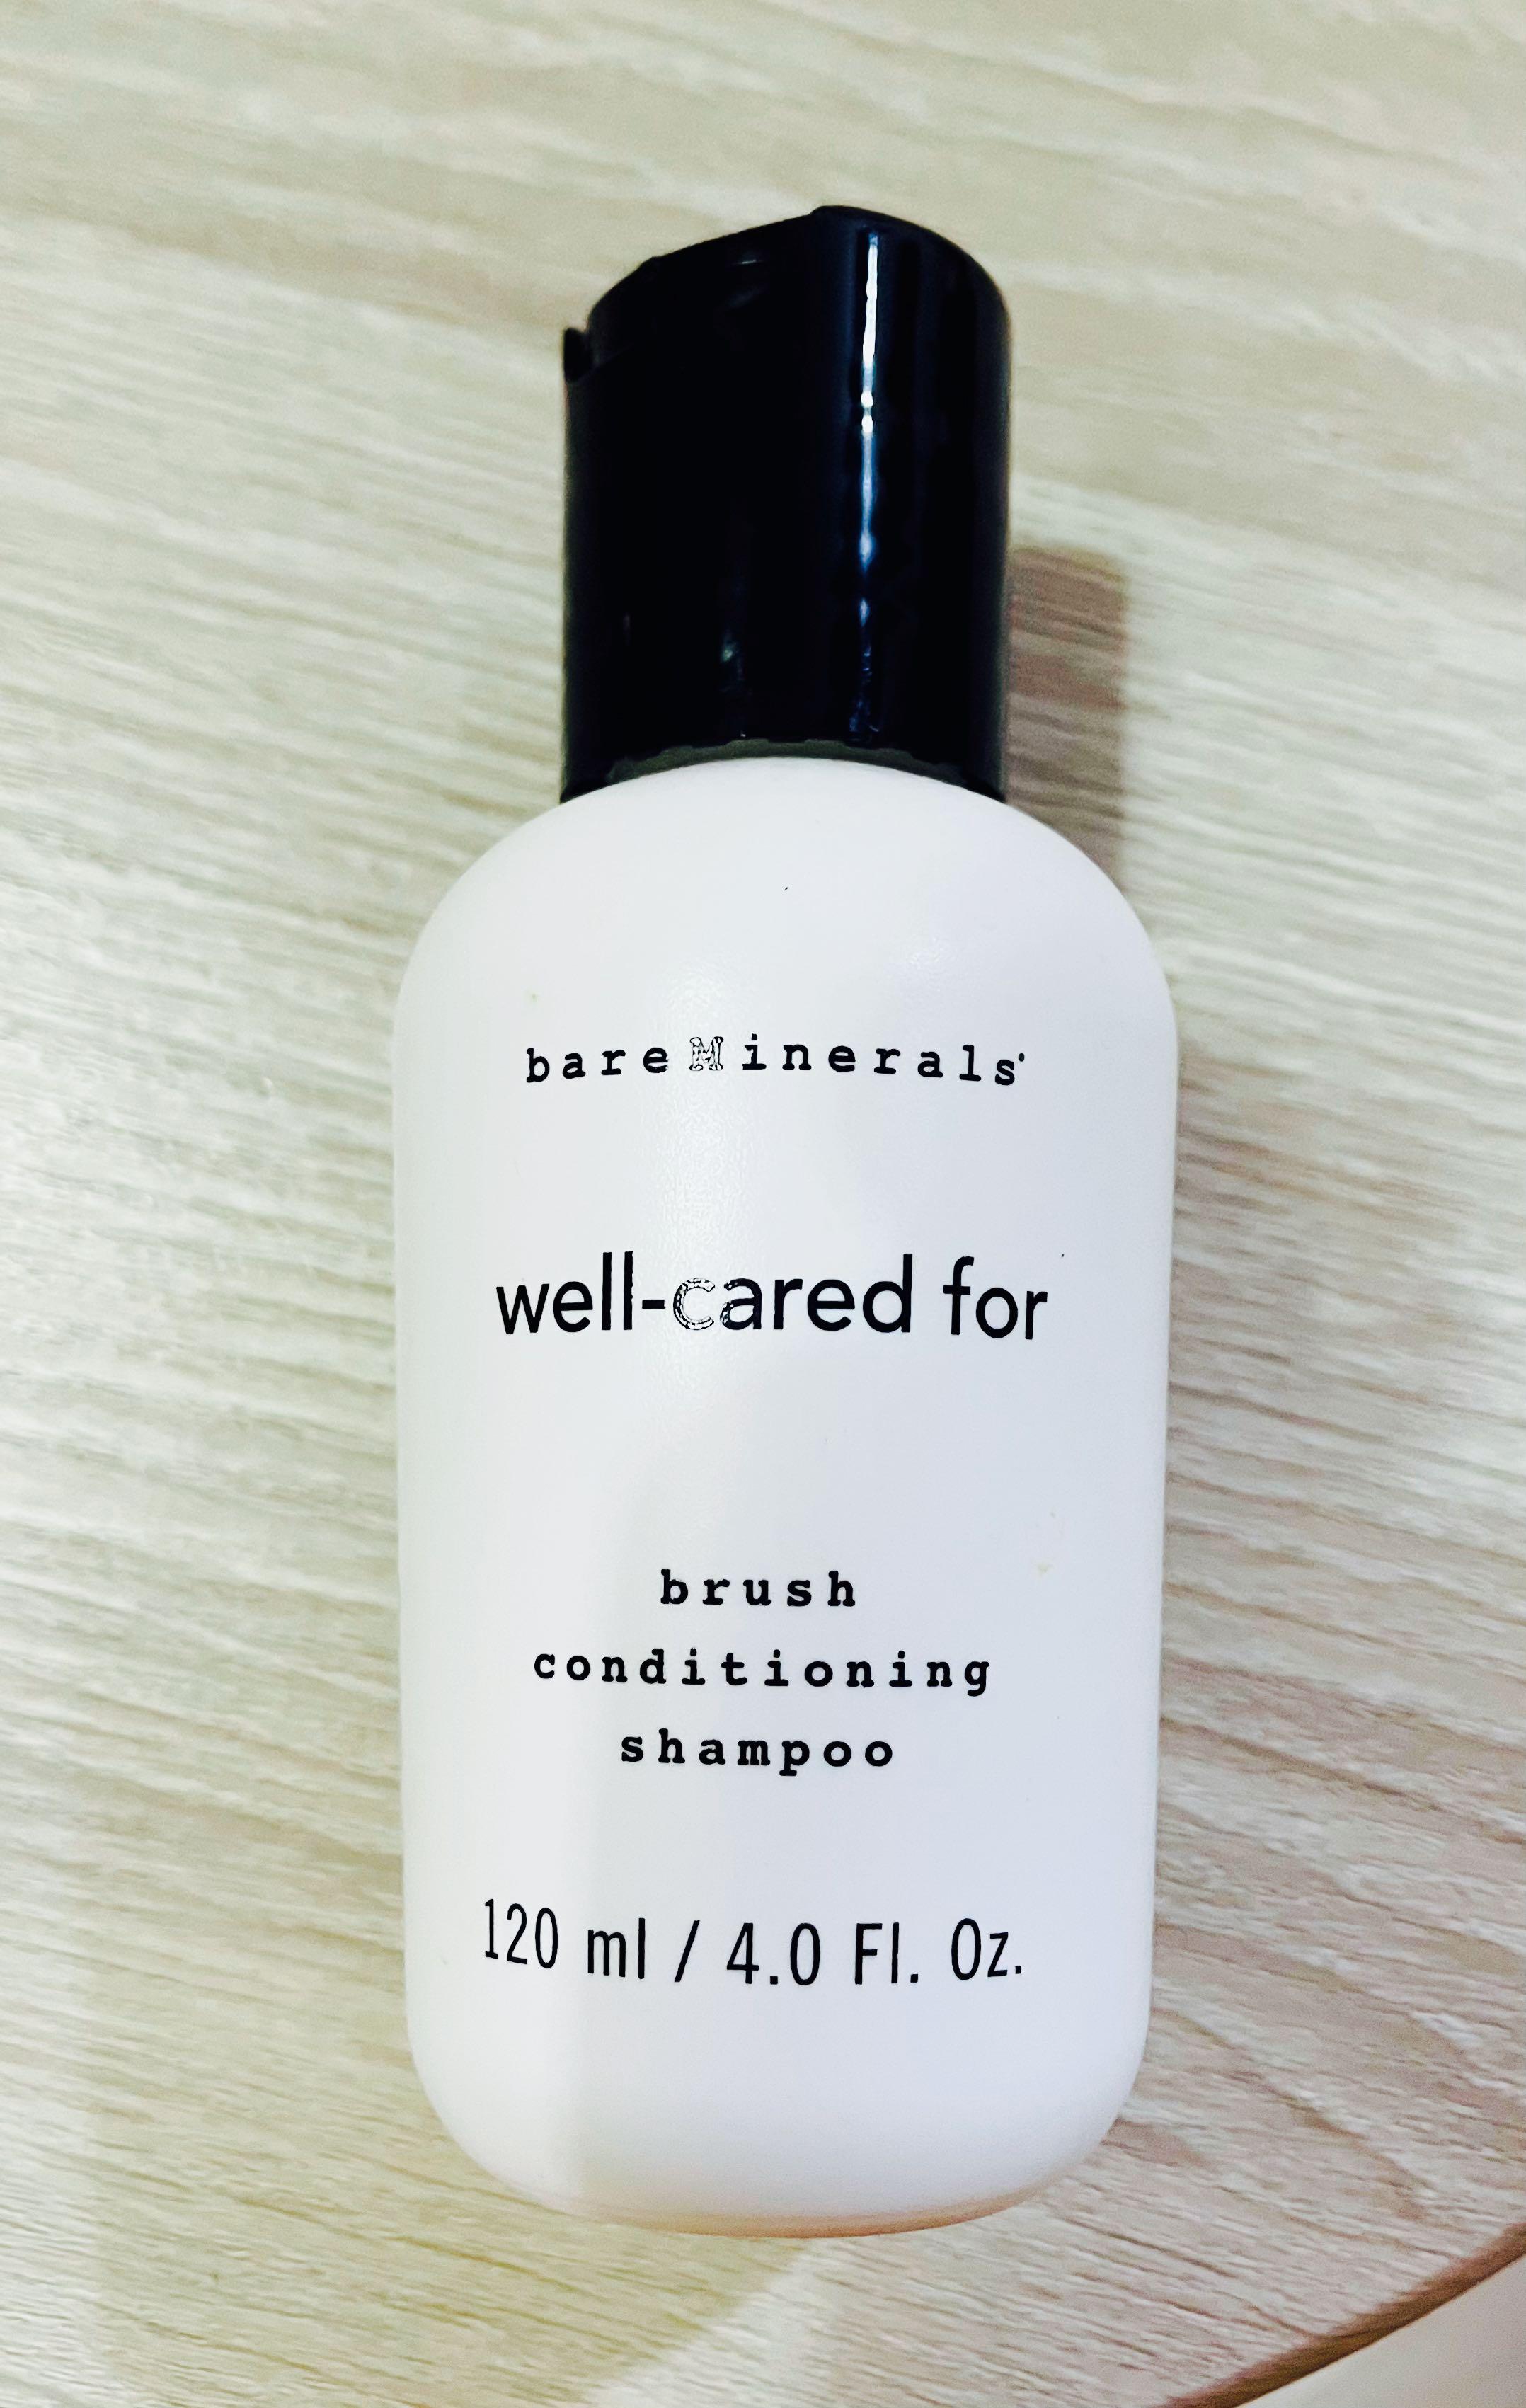 bareMinerals®
well-cared for
brush
conditioning
shampoo
120 ml / 4.0 Fl. Oz.